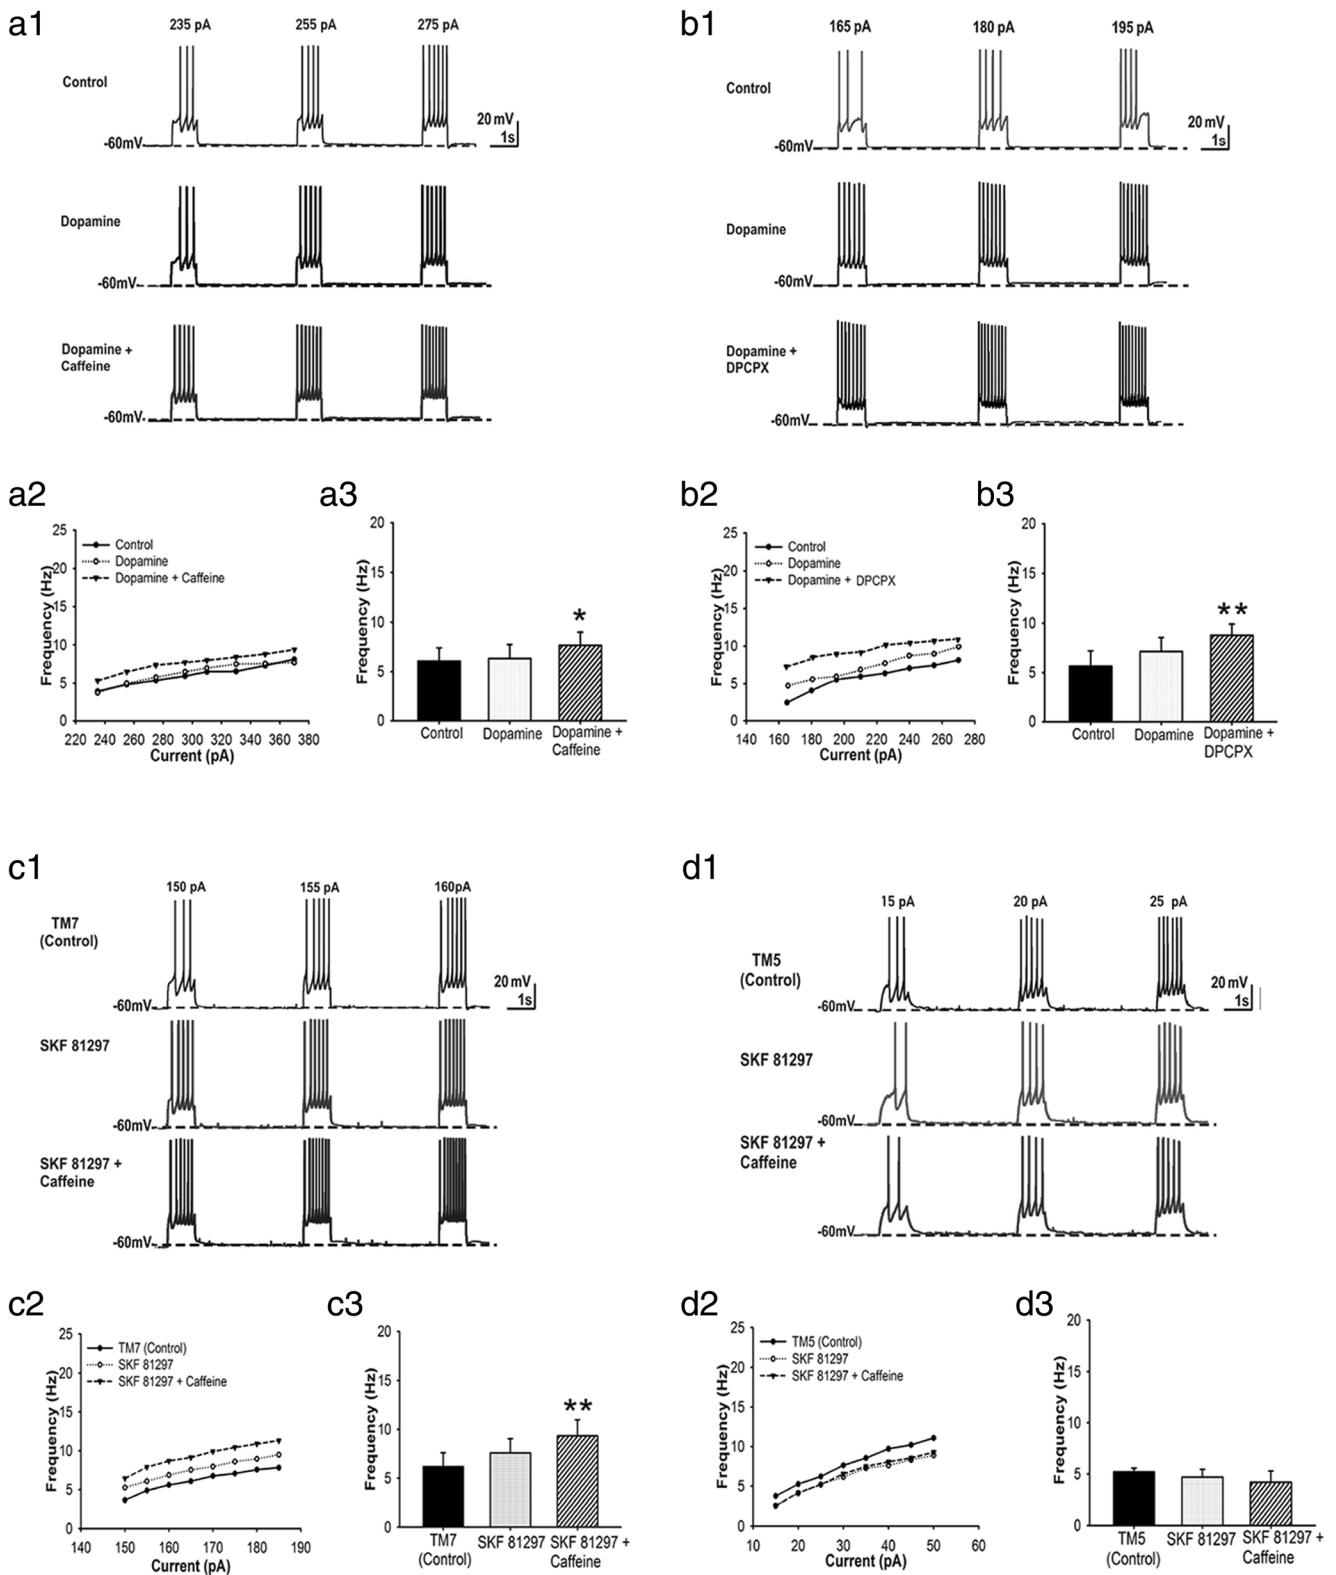 a1
235 pA 255 pA 275 pA
Control
-60mV
20 mV
1s
Dopamine
-60mV
Dopamine +
Caffeine
-60mV
b1
165 pA 180 pA 195 pA
Control
-60mV
20 mV
1s
Dopamine
-60mV
Dopamine +
DPCPX
-60mV
a2
25
20
15
10
5
0
Frequency (Hz)
Control
Dopamine
Dopamine + Caffeine
220 240 260 280 300 320 340 360 380
Current (pA)
a3
20
15
10
5
0
Frequency (Hz)
*
Control Dopamine Dopamine +
Caffeine
b2
25
20
15
10
5
0
Frequency (Hz)
Control
Dopamine
Dopamine + DPCPX
140 160 180 200 220 240 260 280
Current (pA)
b3
20
15
10
5
0
Frequency (Hz)
**
Control Dopamine Dopamine +
DPCPX
c1
150 pA 155 pA 160pA
TM7
(Control)
-60mV
20 mV
1s
SKF 81297
-60mV
SKF 81297 +
Caffeine
-60mV
d1
15 pA 20 pA 25 pA
TM5
(Control)
-60mV
20 mV
1s
SKF 81297
-60mV
SKF 81297 +
Caffeine
-60mV
c2
25
20
15
10
5
0
Frequency (Hz)
TM7 (Control)
SKF 81297
SKF 81297 + Caffeine
140 150 160 170 180 190
Current (pA)
c3
20
15
10
5
0
Frequency (Hz)
**
TM7 SKF 81297 SKF 81297 +
(Control) Caffeine
d2
25
20
15
10
5
0
Frequency (Hz)
TM5 (Control)
SKF 81297
SKF 81297 + Caffeine
10 20 30 40 50 60
Current (pA)
d3
20
15
10
5
0
Frequency (Hz)
TM5 SKF 81297 SKF 81297 +
(Control) Caffeine